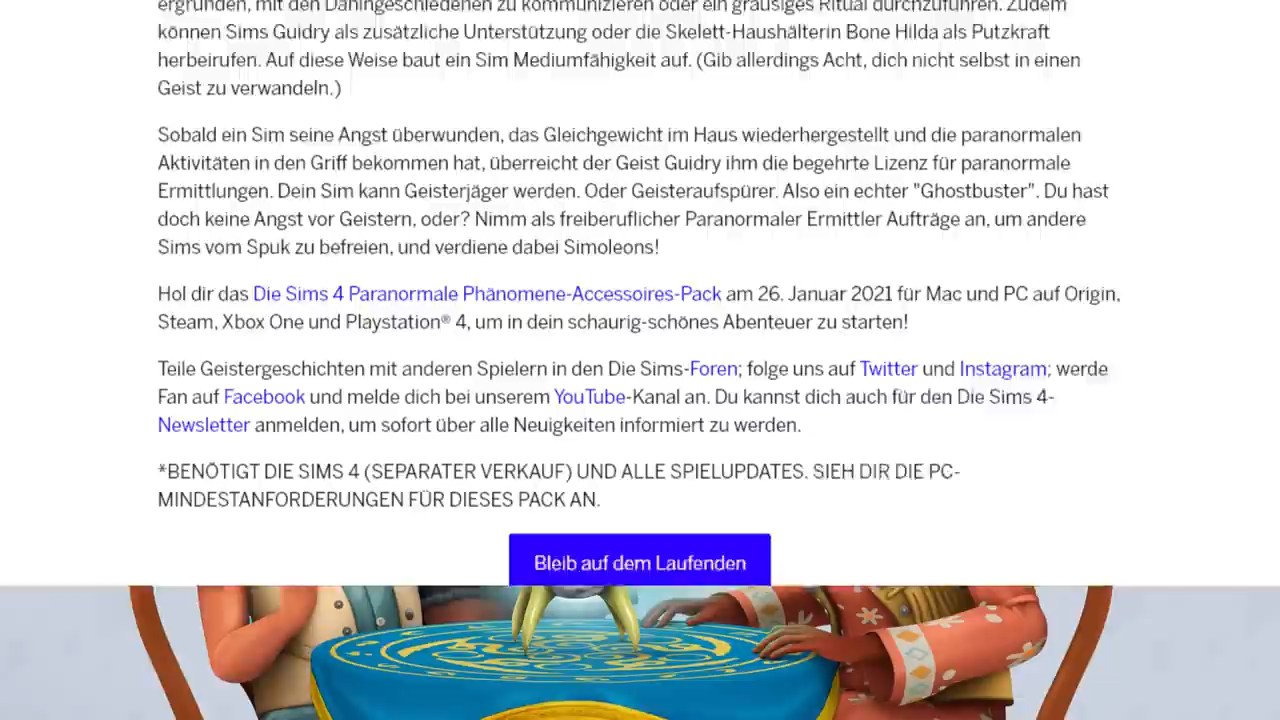 ergründen, mit den Dahingeschiedenen zu kommunizieren oder ein grausiges Ritual durchzuführen. Zudem
können Sims Guidry als zusätzliche Unterstützung oder die Skelett-Haushälterin Bone Hilda als Putzkraft
herbeirufen. Auf diese Weise baut ein Sim Mediumfähigkeit auf. (Gib allerdings Acht, dich nicht selbst in einen
Geist zu verwandeln.)
Sobald ein Sim seine Angst überwunden, das Gleichgewicht im Haus wiederhergestellt und die paranormalen
Aktivitäten in den Griff bekommen hat, überreicht der Geist Guidry ihm die begehrte Lizenz für paranormale
Ermittlungen. Dein Sim kann Geisterjäger werden. Oder Geisteraufspürer. Also ein echter "Ghostbuster". Du hast
doch keine Angst vor Geistern, oder? Nimm als freiberuflicher Paranormaler Ermittler Aufträge an, um andere
Sims vom Spuk zu befreien, und verdiene dabei Simoleons!
Hol dir das Die Sims 4 Paranormale Phänomene-Accessoires-Pack am 26. Januar 2021 für Mac und PC auf Origin,
Steam, Xbox One und Playstation® 4, um in dein schaurig-schönes Abenteuer zu starten!
Teile Geistergeschichten mit anderen Spielern in den Die Sims-Foren; folge uns auf Twitter und Instagram; werde
Fan auf Facebook und melde dich bei unserem YouTube-Kanal an. Du kannst dich auch für den Die Sims 4-
Newsletter anmelden, um sofort über alle Neuigkeiten informiert zu werden.
*BENÖTIGT DIE SIMS 4 (SEPARATER VERKAUF) UND ALLE SPIELUPDATES. SIEH DIR DIE PC-
MINDESTANFORDERUNGEN FÜR DIESES PACK AN.
Bleib auf dem Laufenden